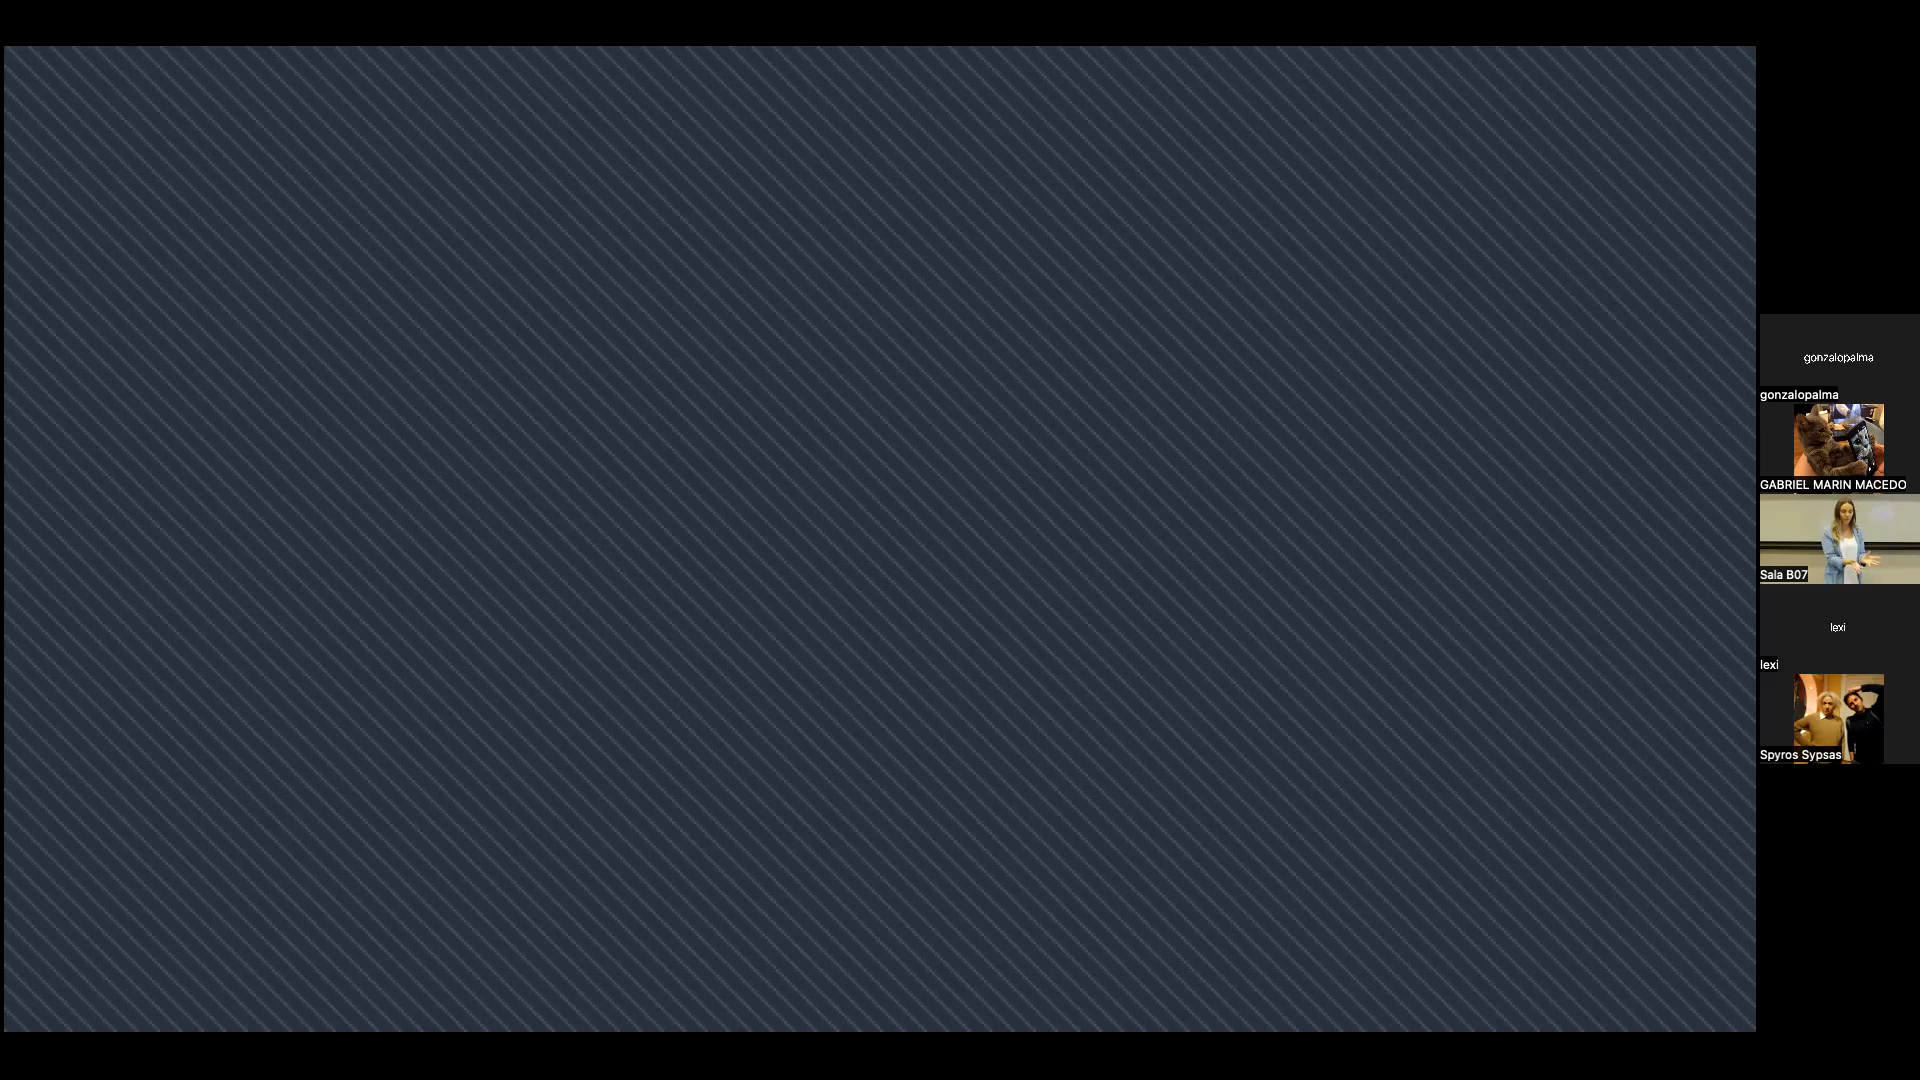 gonzalopalma
gonzalopalma
GABRIEL MARIN MACEDO
Sala B07
lexi
lexi
Spyros Sypsas